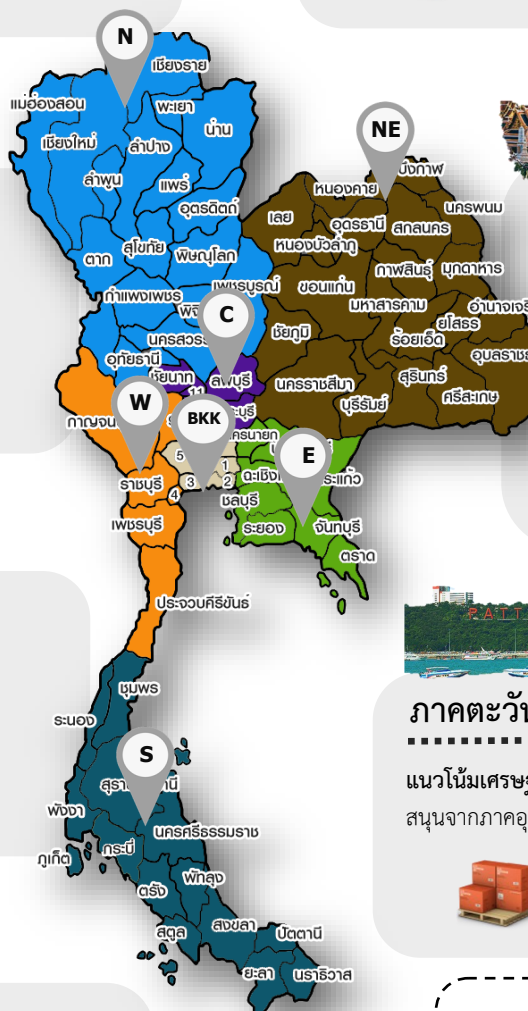 N
เชียงราย
แม่ฮ่องสอน
พะเยา
น่าน
เชียงใหม่
ลำปาง
ลำพูน
แพร่
อุตรดิตถ์
ตาก
สุโขทัย
พิษณุโลก
กำแพงเพชร
เพชรบูรณ์
นครสวรร
อุทัยธานี
NE
บึงกาฬ
หนองคาย
เลย
อุดรธานี
สกลนคร
นครพนม
หนองบัวลำภู
กาฬสินธุ์
มุกดาหาร
ขอนแก่น
มหาสารคาม
อำนาจเจริ
ยโสธร
ชัยภูมิ
ร้อยเอ็ด
อุบลราช
นครราชสีมา
สุรินทร์
บุรีรัมย์
ศรีสะเกษ
C
ชัยนาท
ลพบุรี
11
W
กาญจน
ราชบุรี
4
เพชรบุรี
ประจวบคีรีขันธ์
BKK
5
1
3
2
E
ครนายก
ฉะเชิงเ
ระแก้ว
ชลบุรี
ระยอง
จันทบุรี
ตราด
S
ชุมพร
ระนอง
สุรา
นี
พังงา
นครศรีธรรมราช
ภูเก็ต
กระบี่
ตรัง
พัทลุง
สตูล
สงขลา
ปัตตานี
ยะลา
นราธิวาส
PATT
ภาคตะวัน
แนวโน้มเศรษฐ
สนุนจากภาคอุ